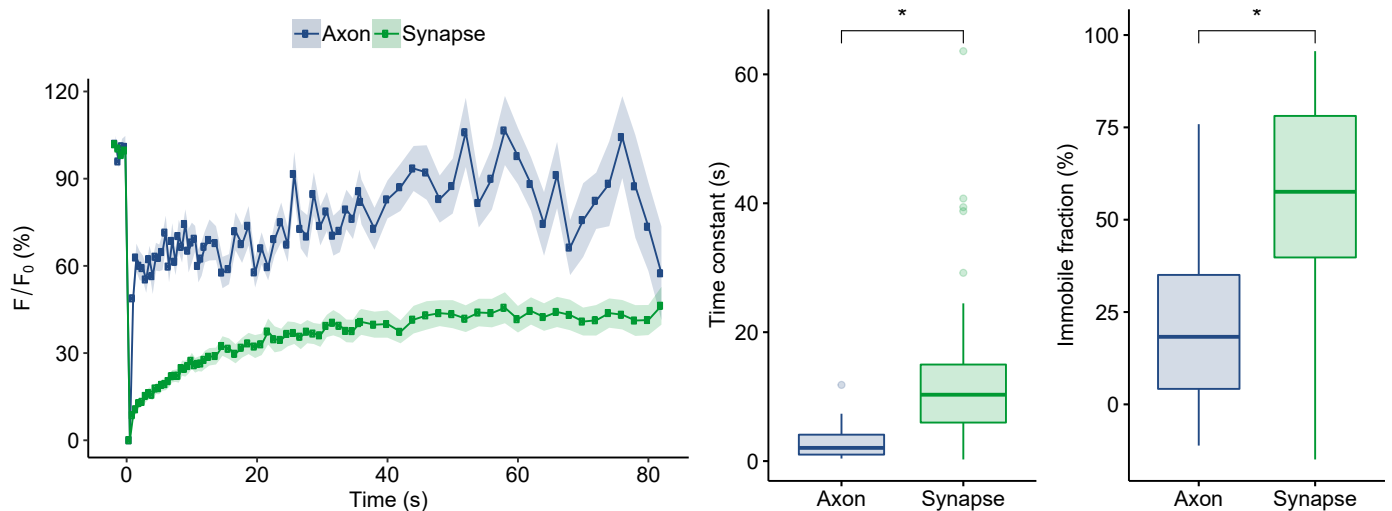 Axon Synapse
F/F0 (%)
120
90
60
30
0
0 20 40 60 80
Time (s)
*
Time constant (s)
60
40
20
0
Axon Synapse
*
Immobile fraction (%)
100
75
50
25
0
Axon Synapse